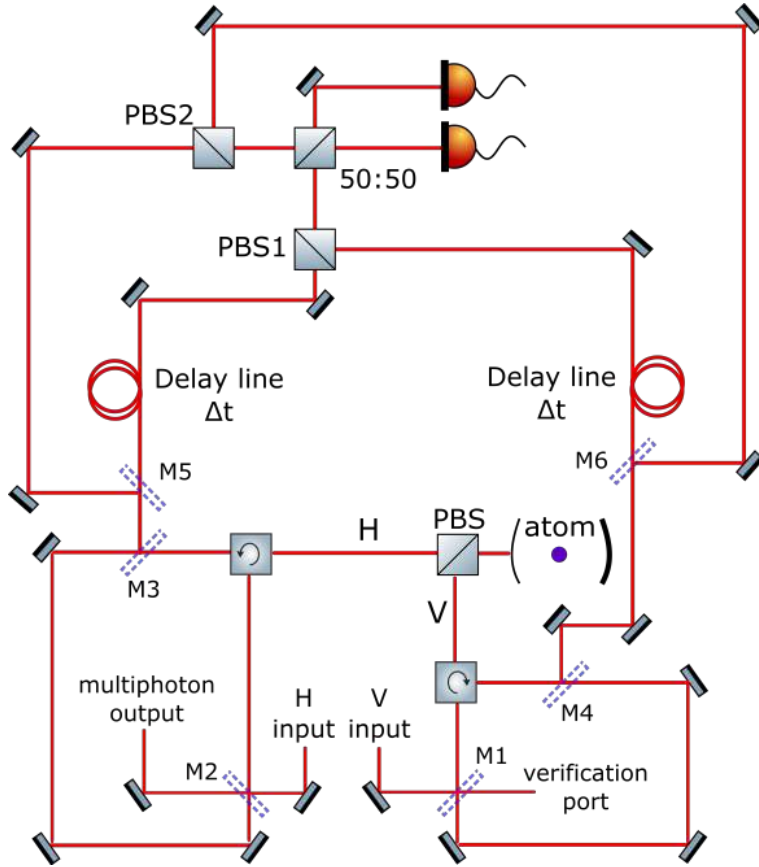 PBS2
50:50
PBS1
Delay line
Δt
Delay line
Δt
M5
M6
H
PBS
atom
M3
V
multiphoton
output
H
input
V
input
M4
M2
M1
verification
port